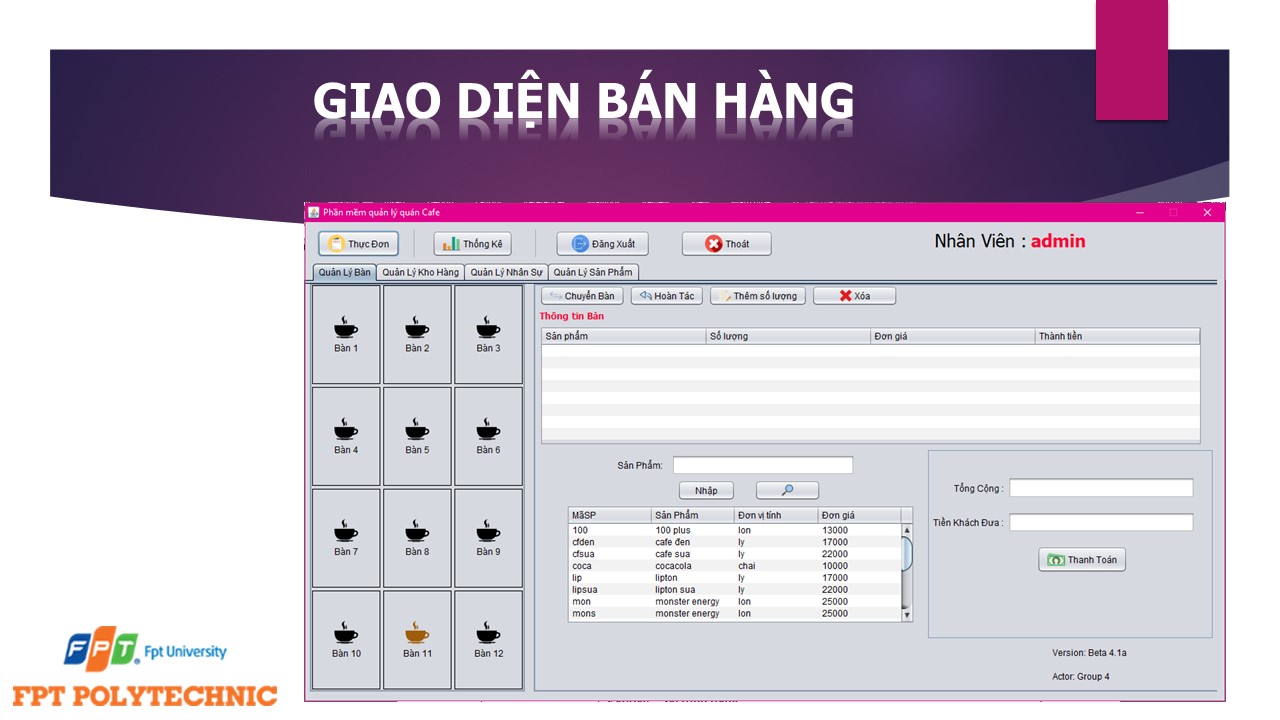 GIAO DIỆN BÁN HÀNG
Phần mềm quản lý quán Cafe
Thực Đơn Thống Kê Đăng Xuất Thoát Nhân Viên : admin
Quản Lý Bàn Quản Lý Kho Hàng Quản Lý Nhân Sự Quản Lý Sản Phẩm
Bàn 1 Bàn 2 Bàn 3
Bàn 4 Bàn 5 Bàn 6
Bàn 7 Bàn 8 Bàn 9
Bàn 10 Bàn 11 Bàn 12
Chuyển Bàn Hoàn Tác Thêm số lượng Xóa
Thông tin Bàn
Sản phẩm Số lượng Đơn giá Thành tiền
Sản Phẩm:
Nhập
MãSP Sản Phẩm Đơn vị tính Đơn giá
100 100 plus lon 13000
cfden cafe đen ly 17000
cfsua cafe sua ly 22000
coca cocacola chai 10000
lip lipton ly 17000
lipsua lipton sua ly 22000
mon monster energy lon 25000
mons monster energy lon 25000
Tổng Cộng :
Tiền Khách Đưa :
Thanh Toán
Version: Beta 4.1a
Actor: Group 4
FPT Fpt University
FPT POLYTECHNIC